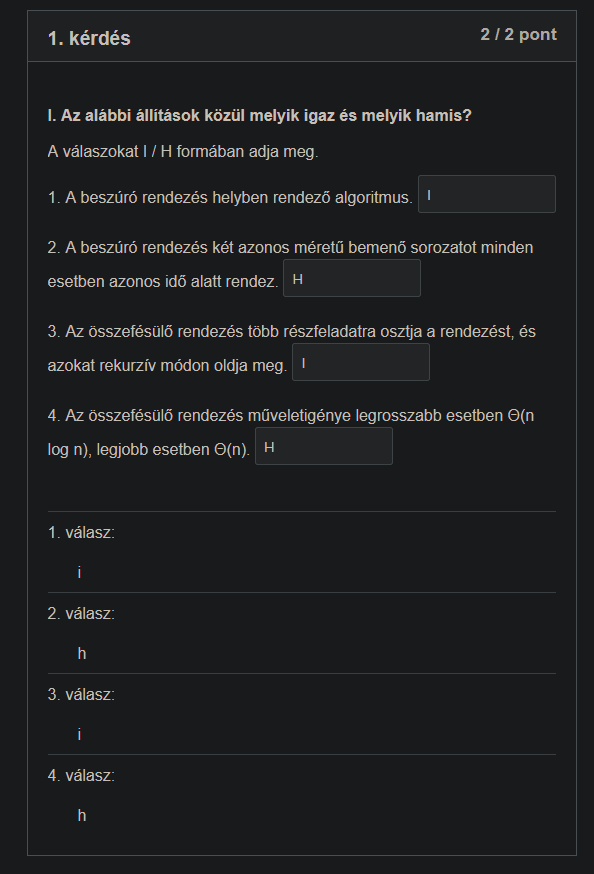 1. kérdés
2 / 2 pont
I. Az alábbi állítások közül melyik igaz és melyik hamis?
A válaszokat I / H formában adja meg.
1. A beszúró rendezés helyben rendező algoritmus. I
2. A beszúró rendezés két azonos méretű bemenő sorozatot minden
esetben azonos idő alatt rendez. H
3. Az összefésülő rendezés több részfeladatra osztja a rendezést, és
azokat rekurzív módon oldja meg. I
4. Az összefésülő rendezés műveletigénye legrosszabb esetben Θ(n
log n), legjobb esetben Θ(n). H
1. válasz:
i
2. válasz:
h
3. válasz:
i
4. válasz:
h